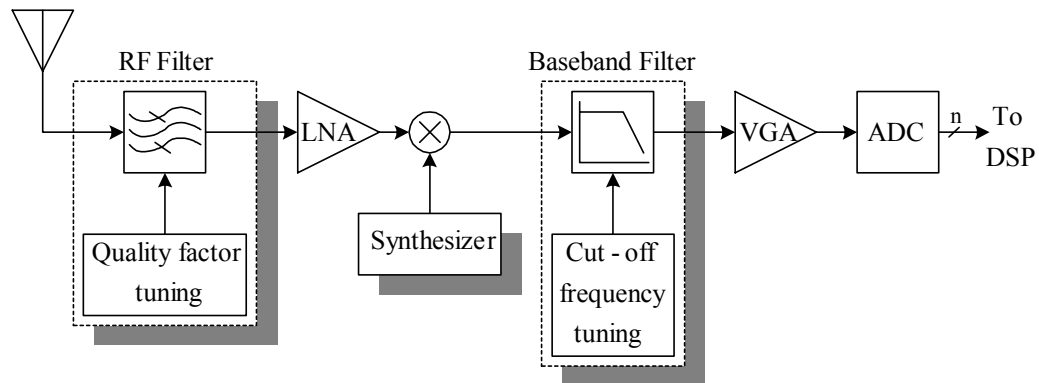 RF Filter
Baseband Filter
LNA
VGA
ADC
n
To
DSP
Quality factor
tuning
Synthesizer
Cut - off
frequency
tuning